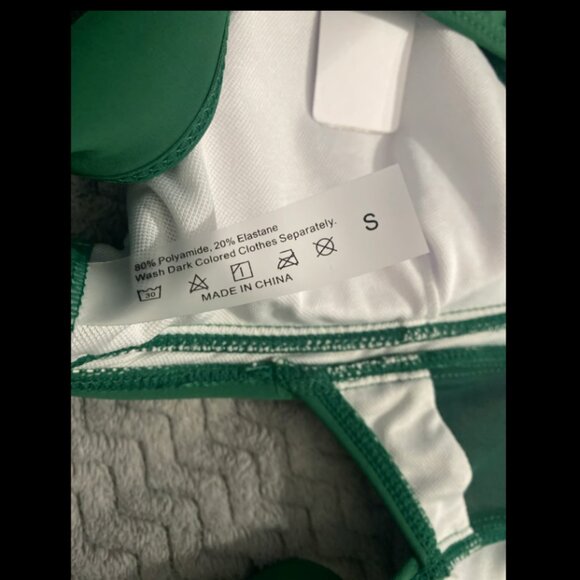 80% Polyamide, 20% Elastane
Wash Dark Colored Clothes Separately.
S
30
MADE IN CHINA